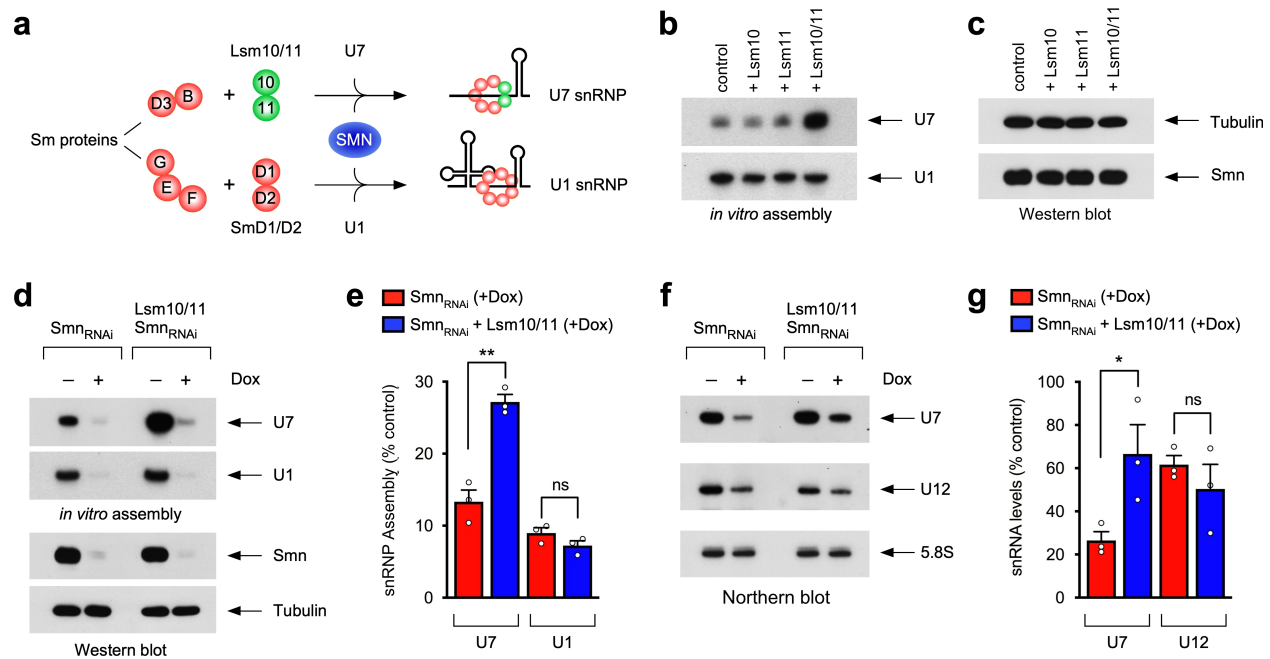 a
Lsm10/11
U7
10
11
D3
B
+
U7 snRNP
Sm proteins
SMN
G
E
F
+
D1
D2
U1 snRNP
SmD1/D2
U1
b
control
+ Lsm10
+ Lsm11
+ Lsm10/11
U7
U1
in vitro assembly
c
control
+ Lsm10
+ Lsm11
+ Lsm10/11
Tubulin
Smn
Western blot
d
Lsm10/11
SmnRNAi
SmnRNAi
– + – + Dox
U7
U1
in vitro assembly
Smn
Tubulin
Western blot
e
SmnRNAi (+Dox)
SmnRNAi + Lsm10/11 (+Dox)
snRNP Assembly (% control)
30
20
10
0
**
ns
U7 U1
f
Lsm10/11
SmnRNAi
SmnRNAi
– + – + Dox
U7
U12
5.8S
Northern blot
g
SmnRNAi (+Dox)
SmnRNAi + Lsm10/11 (+Dox)
snRNA levels (% control)
100
80
60
40
20
0
*
ns
U7 U12